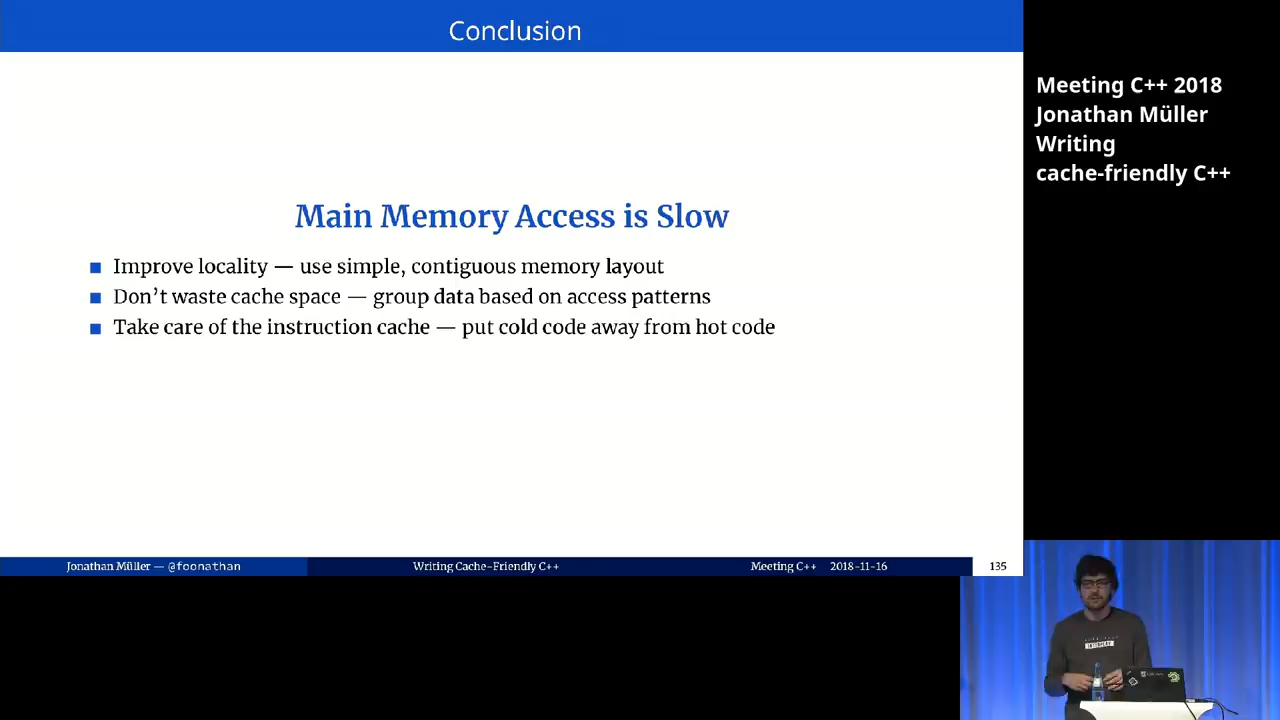 Conclusion
Meeting C++ 2018
Jonathan Müller
Writing
cache-friendly C++
Main Memory Access is Slow
Improve locality — use simple, contiguous memory layout
Don't waste cache space — group data based on access patterns
Take care of the instruction cache — put cold code away from hot code
Jonathan Müller — @foonathan
Writing Cache-Friendly C++
Meeting C++ 2018-11-16
135